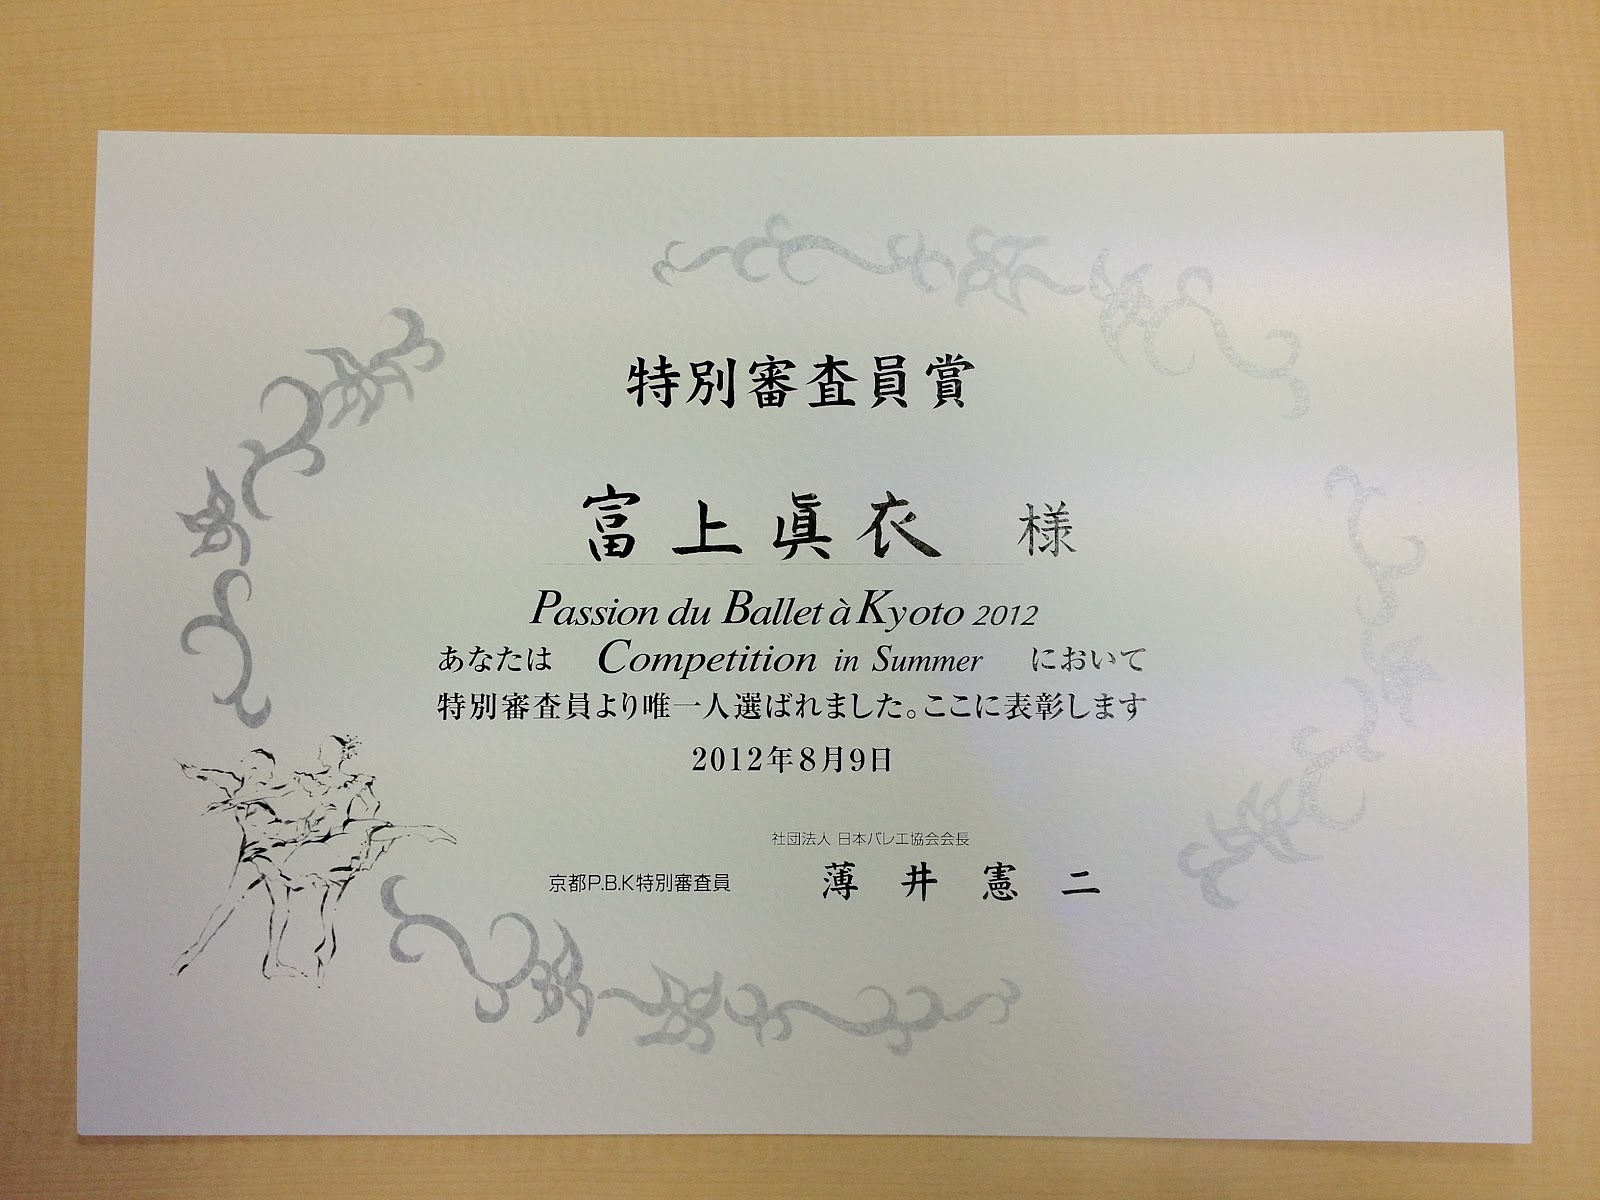 特別審査員賞
富上眞衣 様
Passion du Ballet à Kyoto 2012
あなたは Competition in Summer において
特別審査員より唯一人選ばれました。ここに表彰します
2012年8月9日
社団法人 日本バレエ協会会長
京都P.B.K特別審査員 薄井憲二